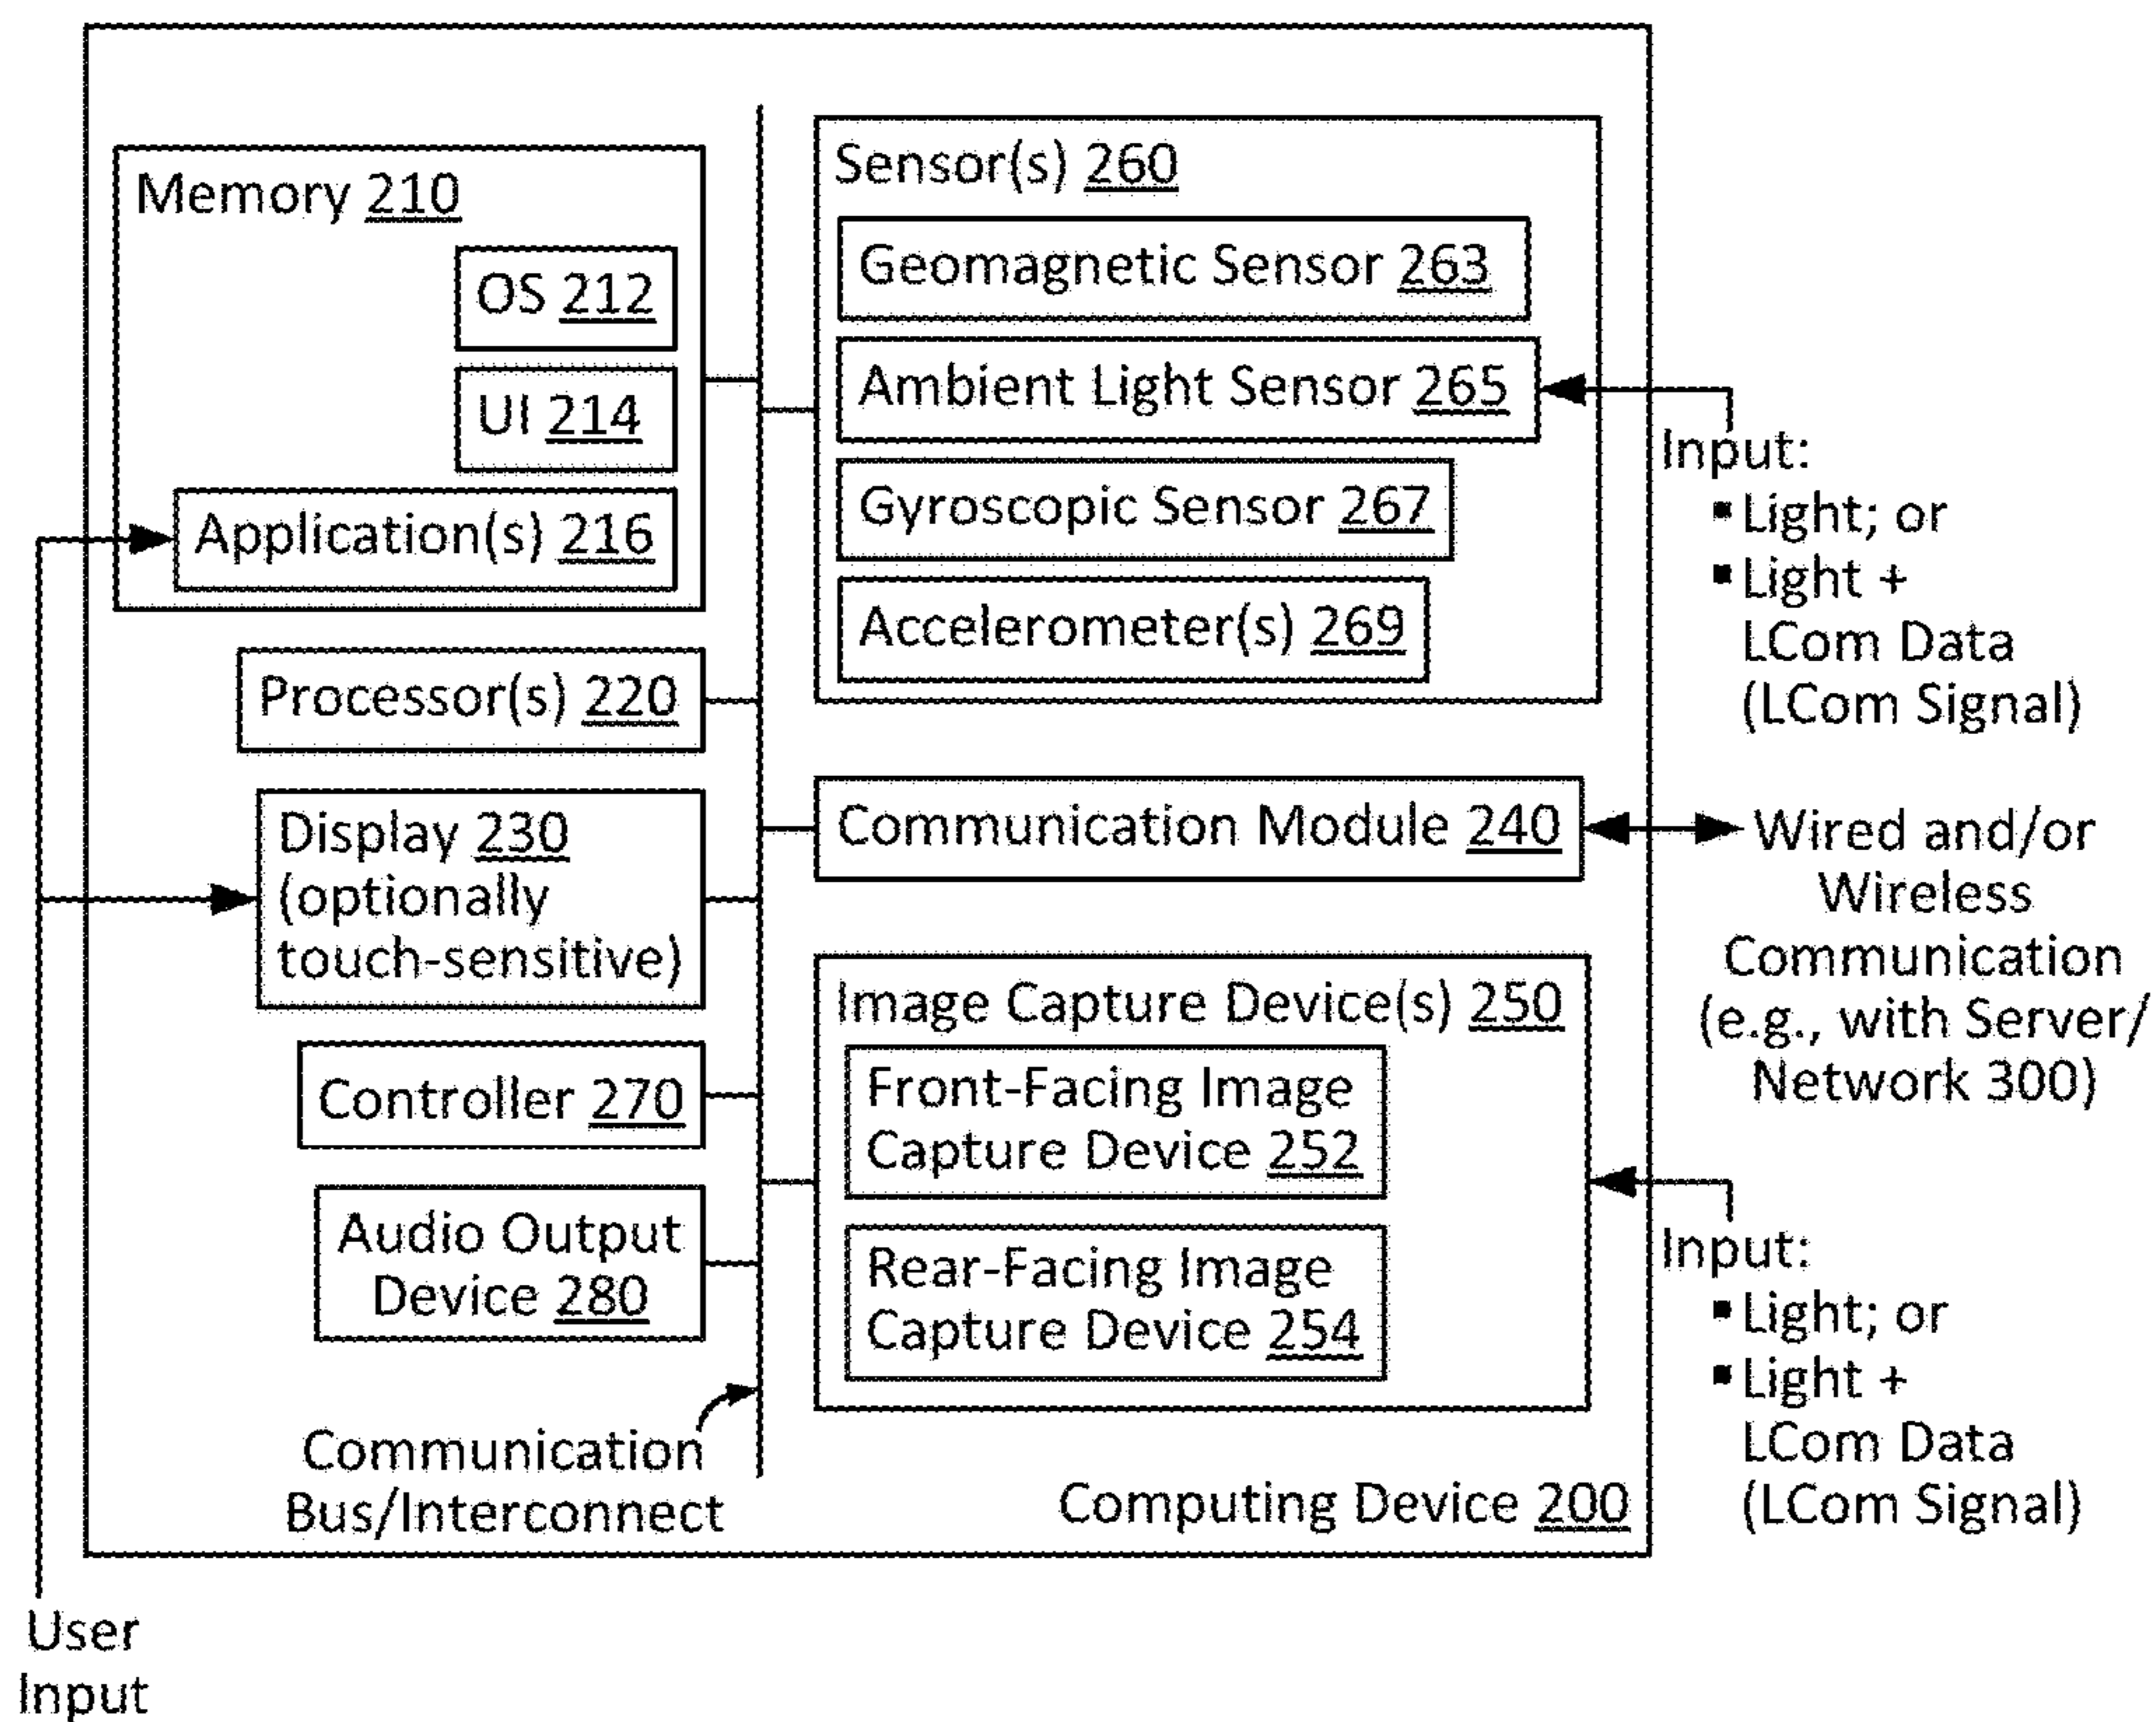 Memory 210
OS 212
UI 214
Application(s) 216
Processor(s) 220
Display 230
(optionally
touch-sensitive)
Controller 270
Audio Output
Device 280
Communication
Bus/Interconnect
User
Input
Sensor(s) 260
Geomagnetic Sensor 263
Ambient Light Sensor 265
Gyroscopic Sensor 267
Accelerometer(s) 269
Communication Module 240
Image Capture Device(s) 250
Front-Facing Image
Capture Device 252
Rear-Facing Image
Capture Device 254
Computing Device 200
Input:
▪ Light; or
▪ Light +
LCom Data
(LCom Signal)
Wired and/or
Wireless
Communication
(e.g., with Server/
Network 300)
Input:
▪ Light; or
▪ Light +
LCom Data
(LCom Signal)